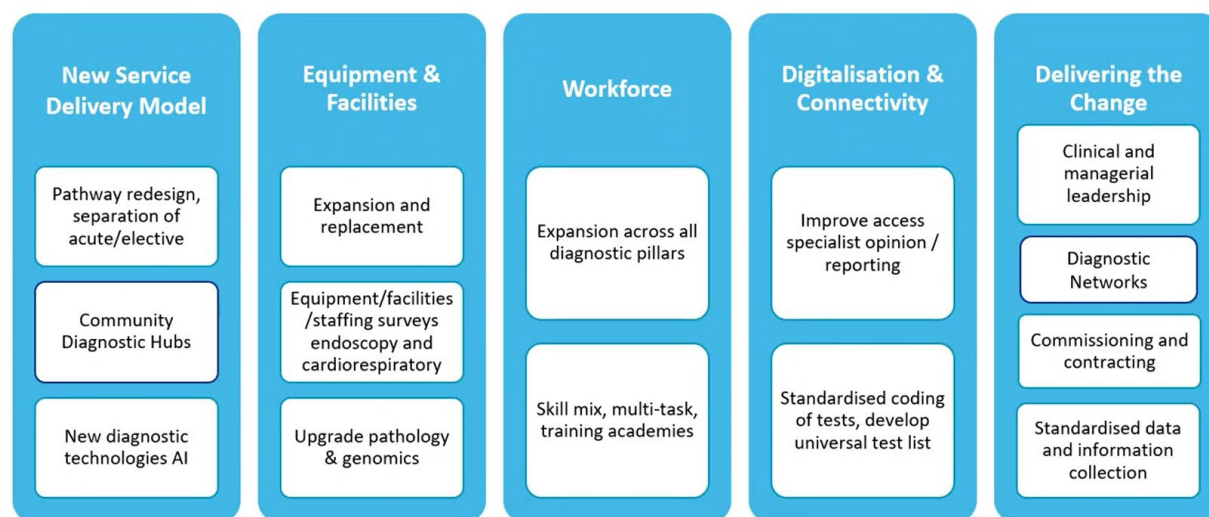 New Service
Delivery Model
Pathway redesign,
separation of
acute/elective
Community
Diagnostic Hubs
New diagnostic
technologies AI
Equipment &
Facilities
Expansion and
replacement
Equipment/facilities
/staffing surveys
endoscopy and
cardiorespiratory
Upgrade pathology
& genomics
Workforce
Expansion across all
diagnostic pillars
Skill mix, multi-task,
training academies
Digitalisation &
Connectivity
Improve access
specialist opinion /
reporting
Standardised coding
of tests, develop
universal test list
Delivering the
Change
Clinical and
managerial
leadership
Diagnostic
Networks
Commissioning and
contracting
Standardised data
and information
collection